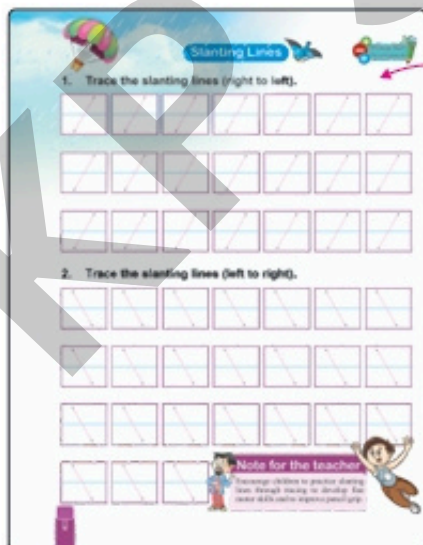 Slanting Lines
1. Trace the slanting lines (right to left).
2. Trace the slanting lines (left to right).
Note for the teacher
Encourage children to practice slanting
lines through tracing to develop fine
motor skills and to improve pencil grip.